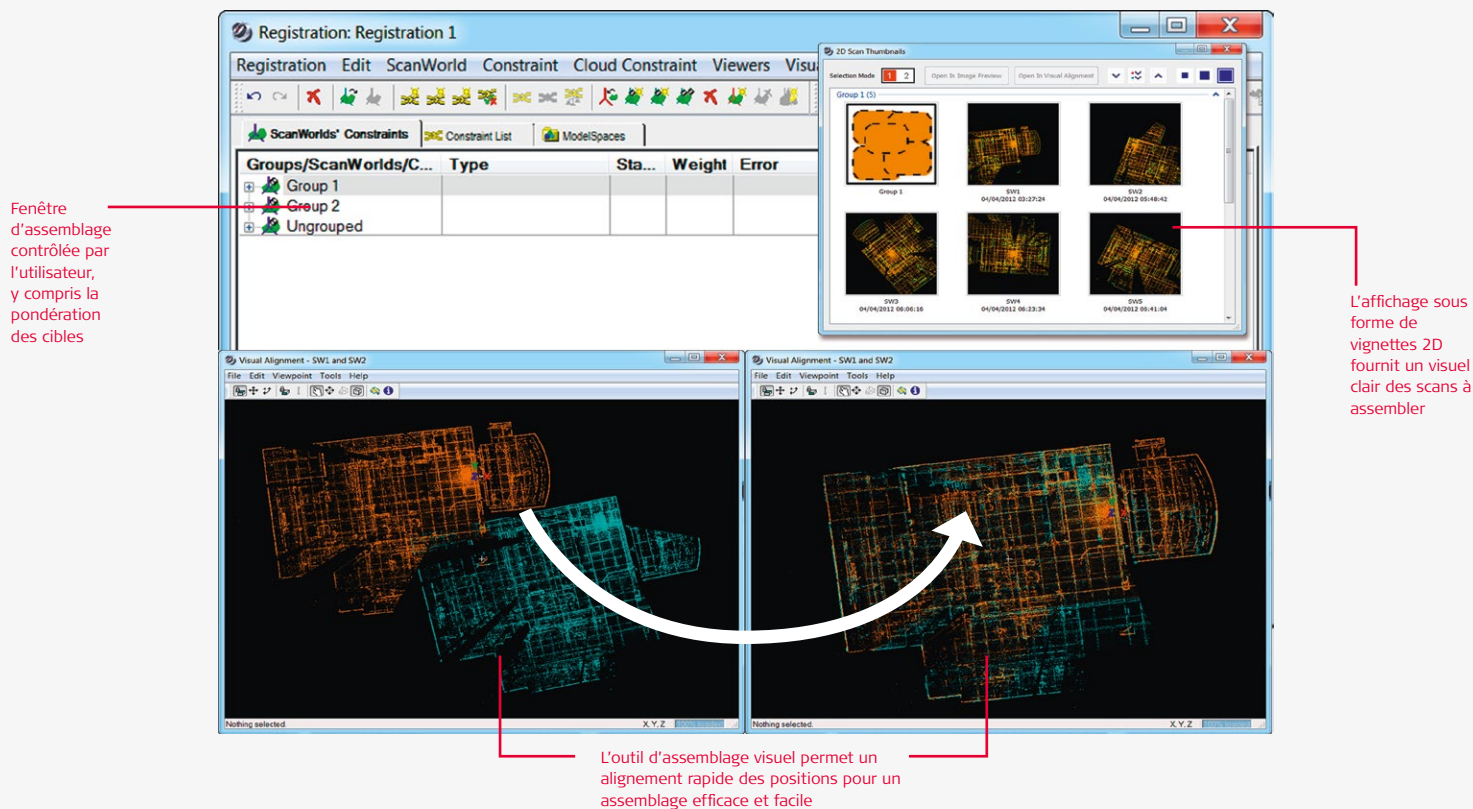 Registration: Registration 1
Registration Edit ScanWorld Constraint Cloud Constraint Viewers Visu
ScanWorlds' Constraints Constraint List ModelSpaces
Groups/ScanWorlds/C... Type Sta... Weight Error
Group 1
Group 2
Ungrouped
2D Scan Thumbnails
Selection Mode 1 2 Open In Image Preview Open In Visual Alignment
Group 1 (5)
Group 1
SW1
04/04/2012 03:27:24
SW2
04/04/2012 05:48:42
SW3
04/04/2012 06:06:16
SW4
04/04/2012 06:23:34
SW5
04/04/2012 06:41:04
Fenêtre
d'assemblage
contrôlée par
l'utilisateur,
y compris la
pondération
des cibles
L'affichage sous
forme de
vignettes 2D
fournit un visuel
clair des scans à
assembler
Visual Alignment - SW1 and SW2
File Edit Viewpoint Tools Help
Nothing selected. X, Y, Z
Visual Alignment - SW1 and SW2
File Edit Viewpoint Tools Help
Nothing selected. X, Y, Z
L'outil d'assemblage visuel permet un
alignement rapide des positions pour un
assemblage efficace et facile